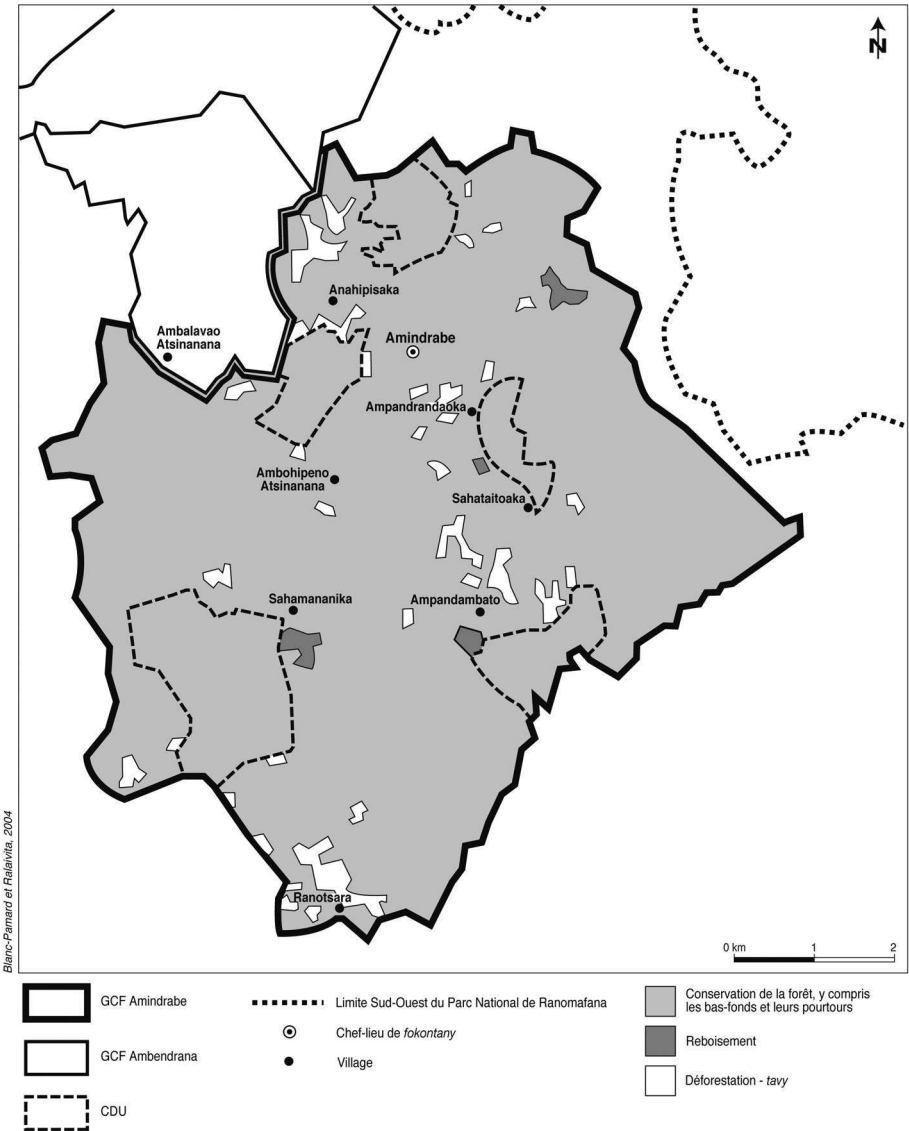 N
Anahipisaka
Ambalavao
Atsinanana
Amindrabe
Ampandrandaoka
Ambohipeno
Atsinanana
Sahataitoaka
Sahamananika
Ampandambato
Ranotsara
Blanc-Pamard et Ralaivita, 2004
0 km 1 2
GCF Amindrabe
GCF Ambendrana
CDU
Limite Sud-Ouest du Parc National de Ranomafana
Chef-lieu de fokontany
Village
Conservation de la forêt, y compris
les bas-fonds et leurs pourtours
Reboisement
Déforestation - tavy